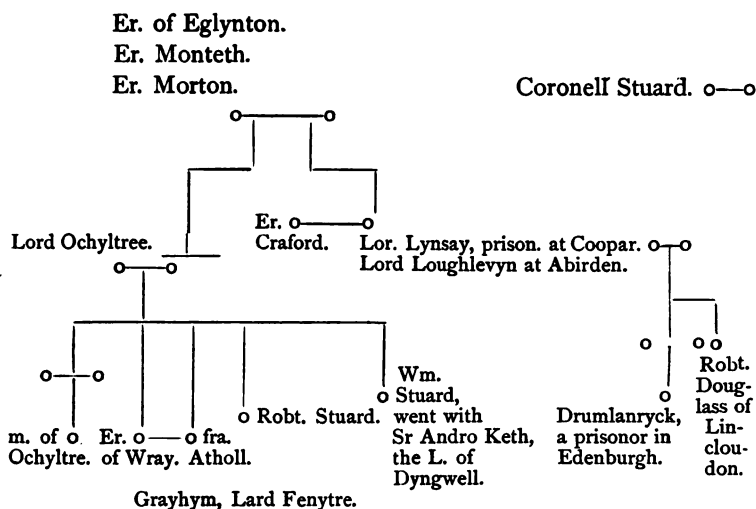 Er. of Eglynton.
Er. Monteth.
Er. Morton.
Coronell Stuard.
Lord Ochyltree.
Er.
Craford.
Lor. Lynsay, prison. at Coopar.
Lord Loughlevyn at Abirden.
m. of
Ochyltre.
Er.
of Wray.
fra.
Atholl.
Robt. Stuard.
Wm.
Stuard,
went with
Sr Andro Keth,
the L. of
Dyngwell.
Drumlanryck,
a prisonor in
Edenburgh.
Robt.
Doug-
lass of
Lin-
clou-
don.
Grayhym, Lard Fenytre.